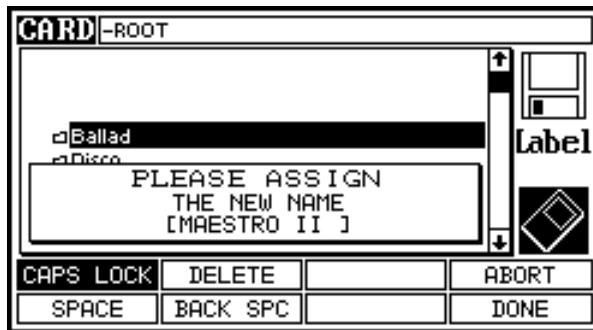 CARD -ROOT
Ballad
Disco
Label
PLEASE ASSIGN
THE NEW NAME
[MAESTRO II ]
CAPS LOCK DELETE ABORT
SPACE BACK SPC DONE